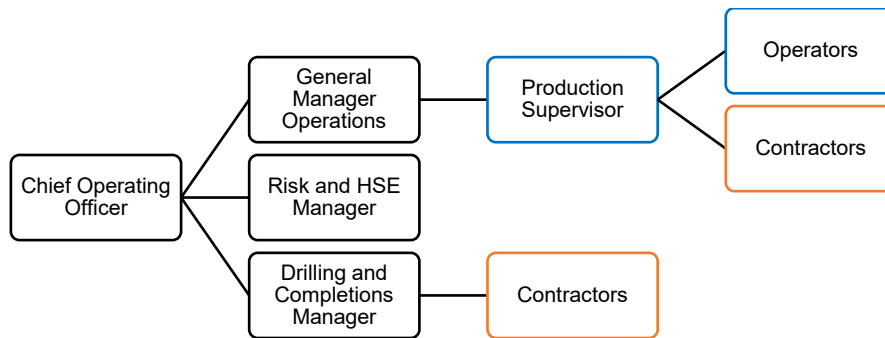 Chief Operating
Officer
General
Manager
Operations
Risk and HSE
Manager
Drilling and
Completions
Manager
Production
Supervisor
Contractors
Operators
Contractors